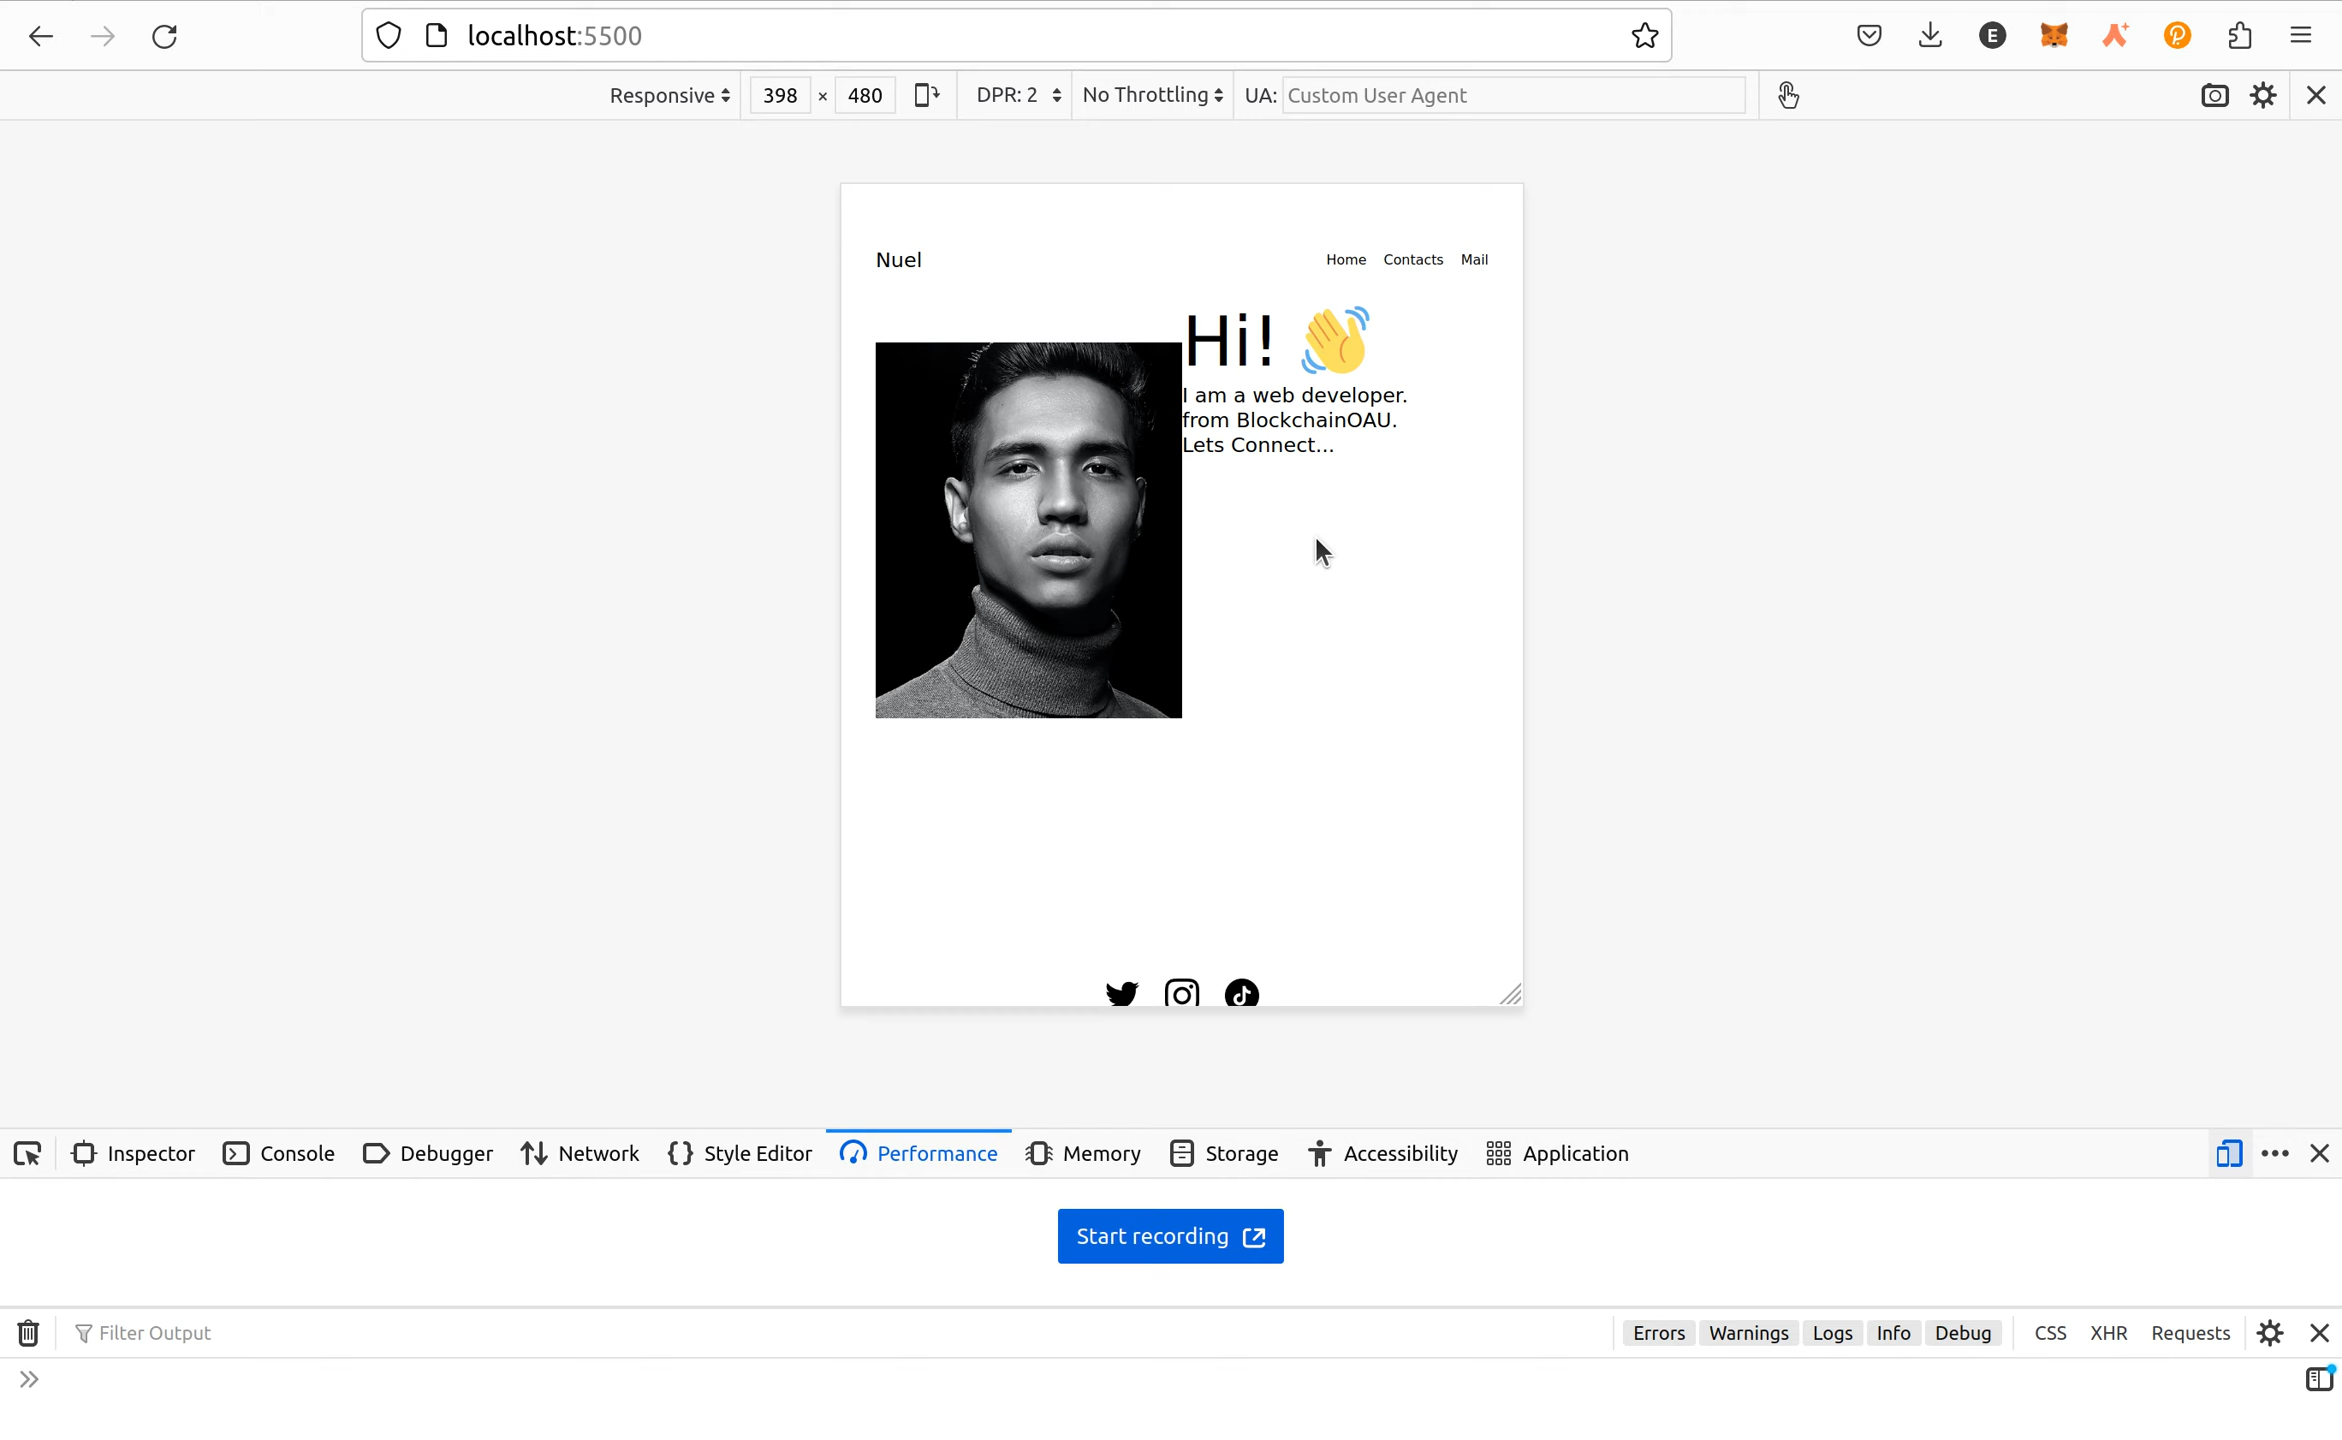 localhost:5500
Responsive 398 × 480 DPR: 2 No Throttling UA: Custom User Agent
Nuel Home Contacts Mail
Hi! 👋
I am a web developer.
from BlockchainOAU.
Lets Connect...
Inspector Console Debugger Network Style Editor Performance Memory Storage Accessibility Application
Start recording
Filter Output Errors Warnings Logs Info Debug CSS XHR Requests